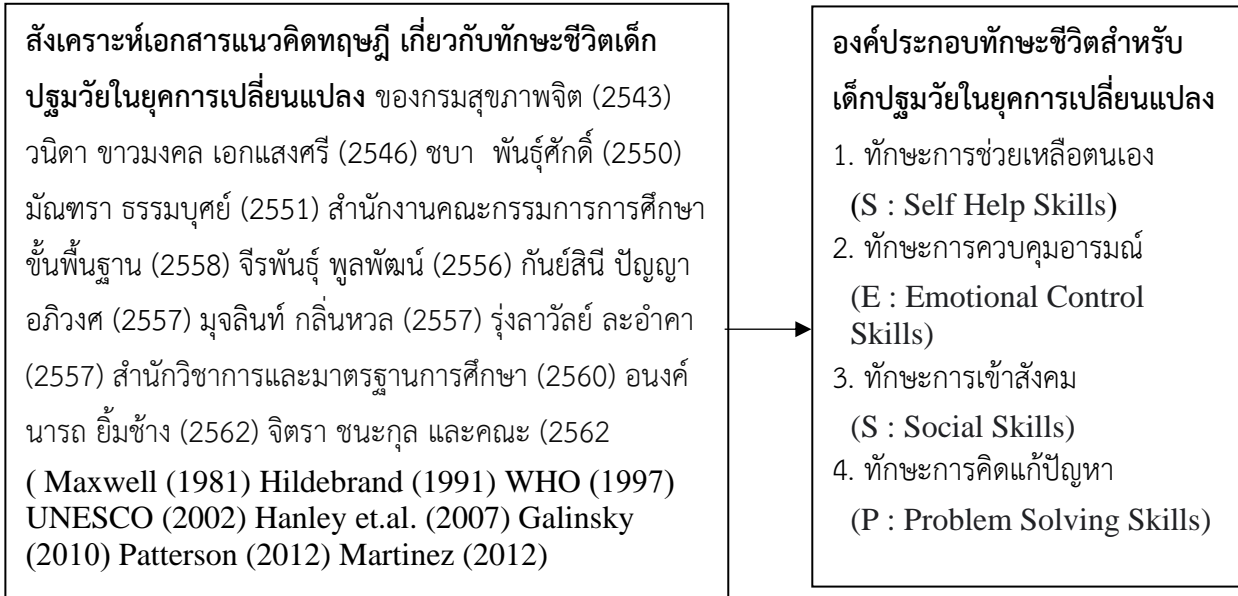 สังเคราะห์เอกสารแนวคิดทฤษฎี เกี่ยวกับทักษะชีวิตเด็ก
ปฐมวัยในยุคการเปลี่ยนแปลง ของกรมสุขภาพจิต (2543)
วนิดา ขาวมงคล เอกแสงศรี (2546) ชบา พันธุ์ศักดิ์ (2550)
มัณฑรา ธรรมบุศย์ (2551) สำนักงานคณะกรรมการการศึกษา
ขั้นพื้นฐาน (2558) จีรพันธุ์ พูลพัฒน์ (2556) กันย์สินี ปัญญา
อภิวงศ (2557) มุจลินท์ กลิ่นหวล (2557) รุ่งลาวัลย์ ละอำคา
(2557) สำนักวิชาการและมาตรฐานการศึกษา (2560) อนงค์
นารถ ยิ้มช้าง (2562) จิตรา ชนะกุล และคณะ (2562
( Maxwell (1981) Hildebrand (1991) WHO (1997)
UNESCO (2002) Hanley et.al. (2007) Galinsky
(2010) Patterson (2012) Martinez (2012)
องค์ประกอบทักษะชีวิตสำหรับ
เด็กปฐมวัยในยุคการเปลี่ยนแปลง
1. ทักษะการช่วยเหลือตนเอง
(S : Self Help Skills)
2. ทักษะการควบคุมอารมณ์
(E : Emotional Control
Skills)
3. ทักษะการเข้าสังคม
(S : Social Skills)
4. ทักษะการคิดแก้ปัญหา
(P : Problem Solving Skills)